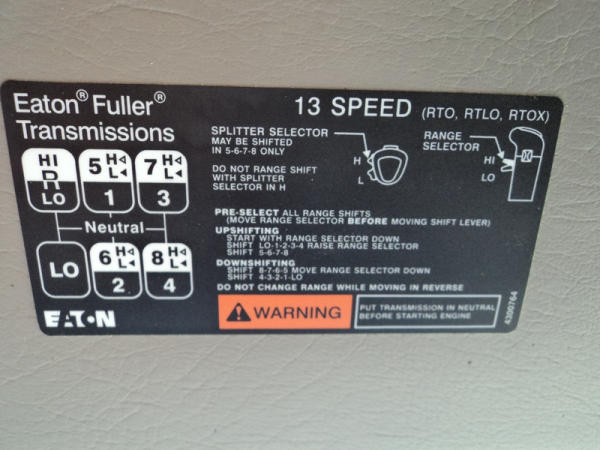 Eaton® Fuller®
Transmissions
13 SPEED (RTO, RTLO, RTOX)
HI
R
LO
5 H
L
1
7 H
L
3
Neutral
LO
6 H
L
2
8 H
L
4
EATON
SPLITTER SELECTOR
MAY BE SHIFTED
IN 5-6-7-8 ONLY
DO NOT RANGE SHIFT
WITH SPLITTER
SELECTOR IN H
H
L
RANGE
SELECTOR
HI
LO
PRE-SELECT ALL RANGE SHIFTS
(MOVE RANGE SELECTOR BEFORE MOVING SHIFT LEVER)
UPSHIFTING
START WITH RANGE SELECTOR DOWN
SHIFT LO-1-2-3-4 RAISE RANGE SELECTOR
SHIFT 5-6-7-8
DOWNSHIFTING
SHIFT 8-7-6-5 MOVE RANGE SELECTOR DOWN
SHIFT 4-3-2-1-LO
DO NOT CHANGE RANGE WHILE MOVING IN REVERSE
WARNING
PUT TRANSMISSION IN NEUTRAL
BEFORE STARTING ENGINE
4300764